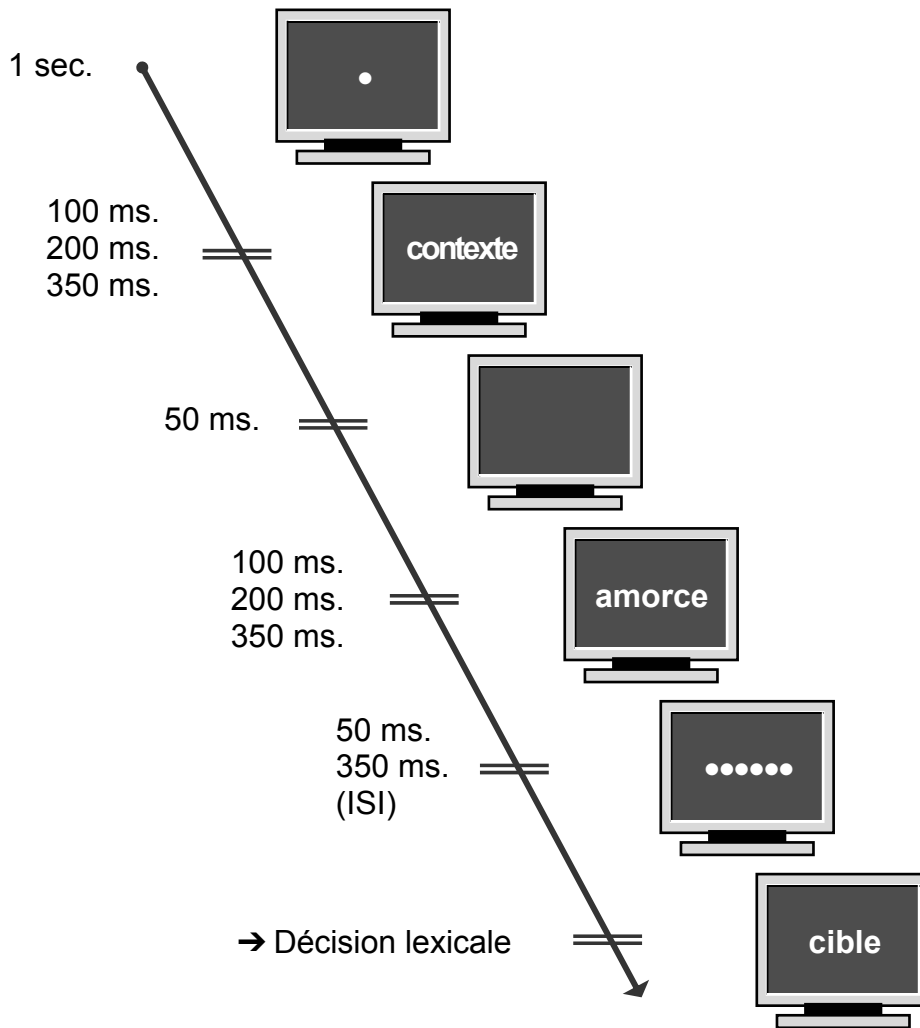 1 sec.
100 ms.
200 ms.
350 ms.
contexte
50 ms.
100 ms.
200 ms.
350 ms.
amorce
50 ms.
350 ms.
(ISI)
➔ Décision lexicale
cible